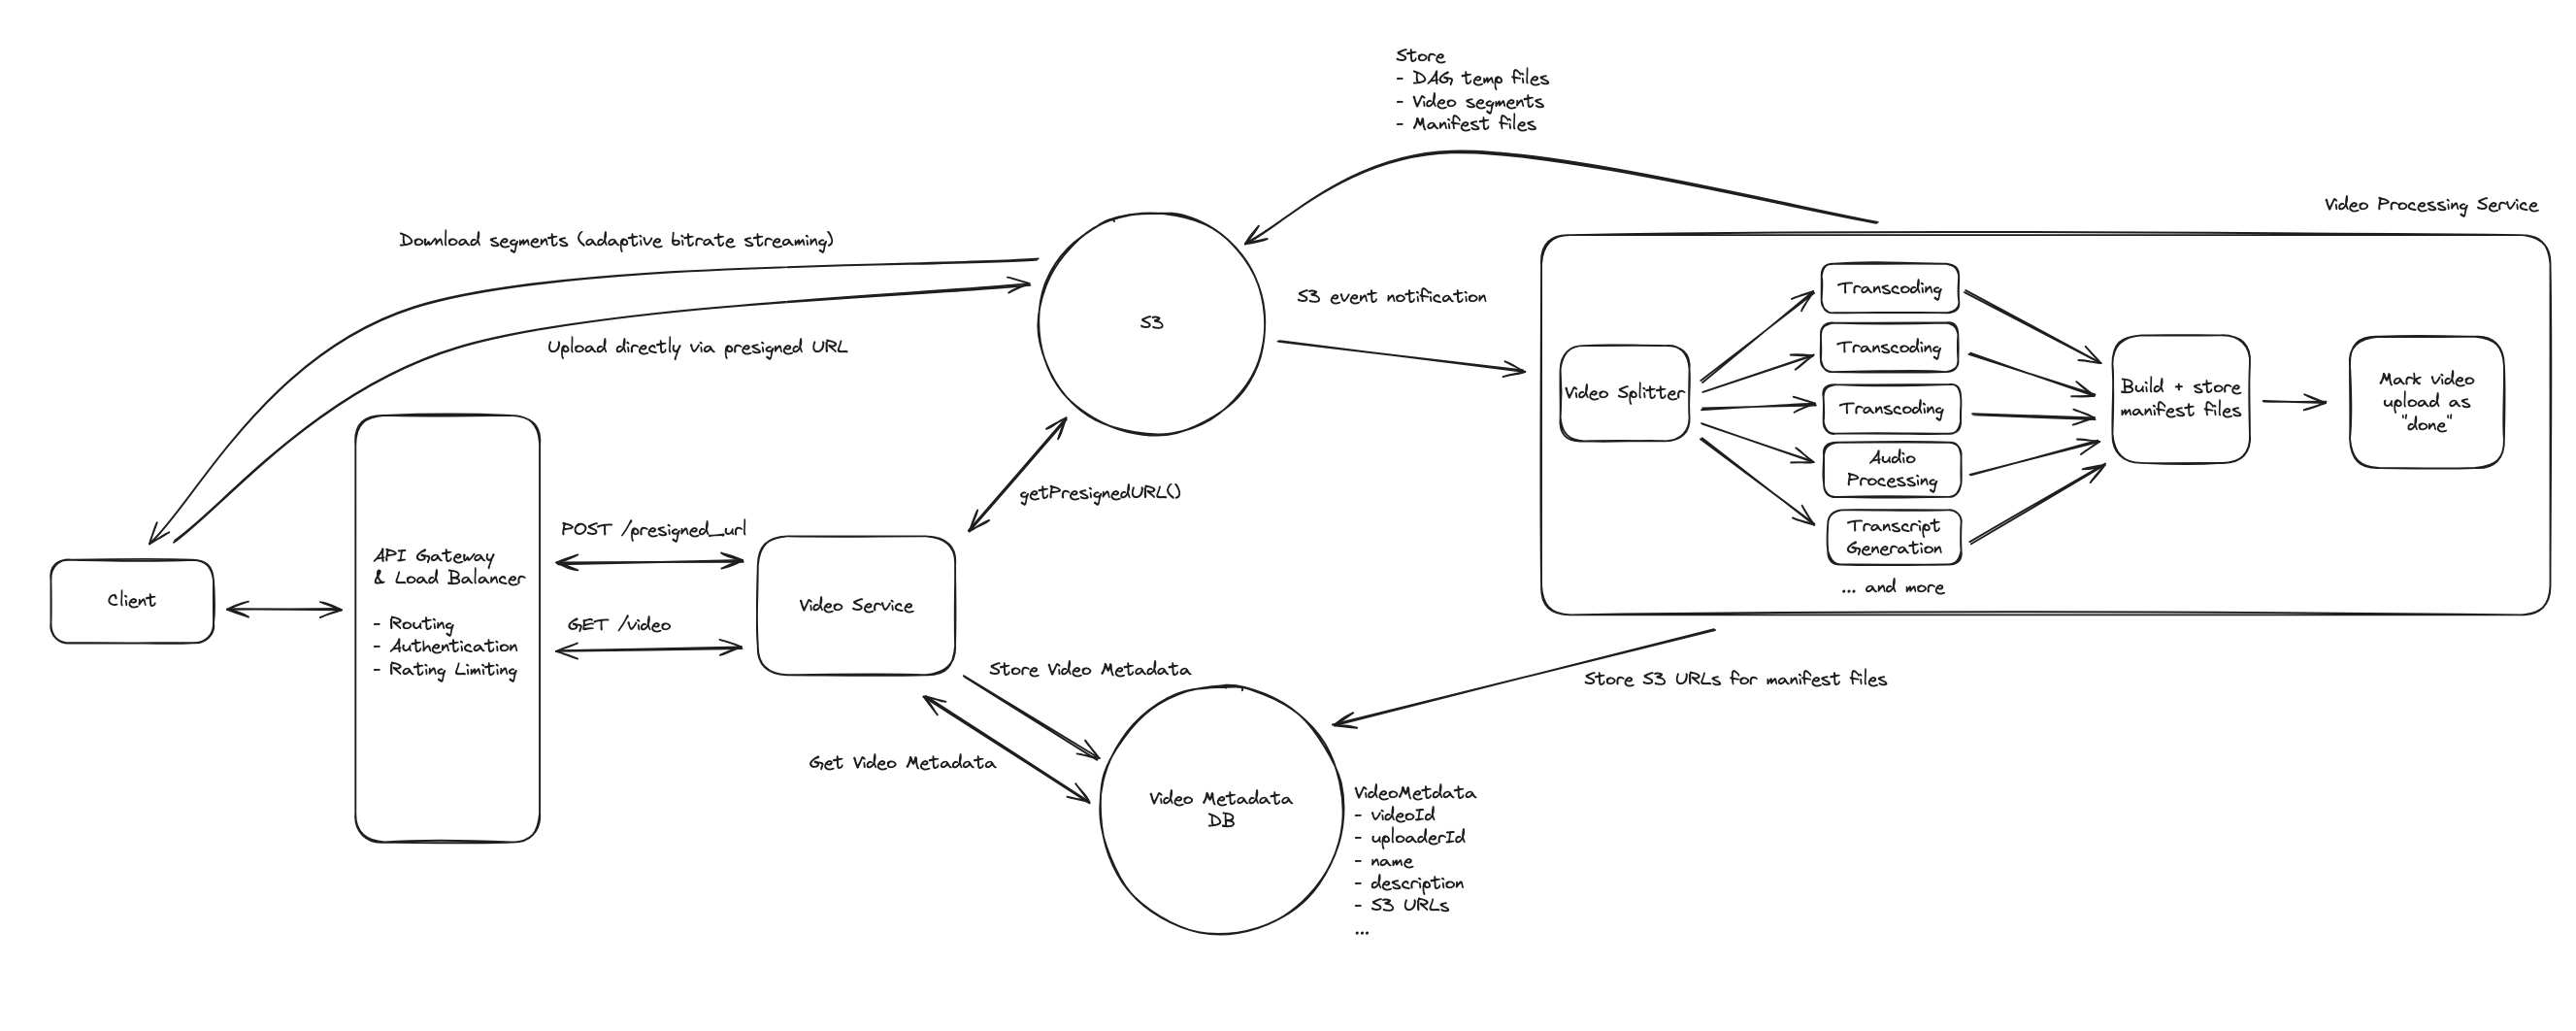 Store
- DAG temp files
- Video segments
- Manifest files
Video Processing Service
Download segments (adaptive bitrate streaming)
Upload directly via presigned URL
S3
S3 event notification
Video Splitter
Transcoding
Transcoding
Transcoding
Audio
Processing
Transcript
Generation
... and more
Build + store
manifest files
Mark video
upload as
"done"
getPresignedURL()
Client
API Gateway
& Load Balancer
- Routing
- Authentication
- Rating Limiting
POST /presigned_url
GET /video
Video Service
Store Video Metadata
Get Video Metadata
Store S3 URLs for manifest files
Video Metadata
DB
VideoMetdata
- videoId
- uploaderId
- name
- description
- S3 URLs
...